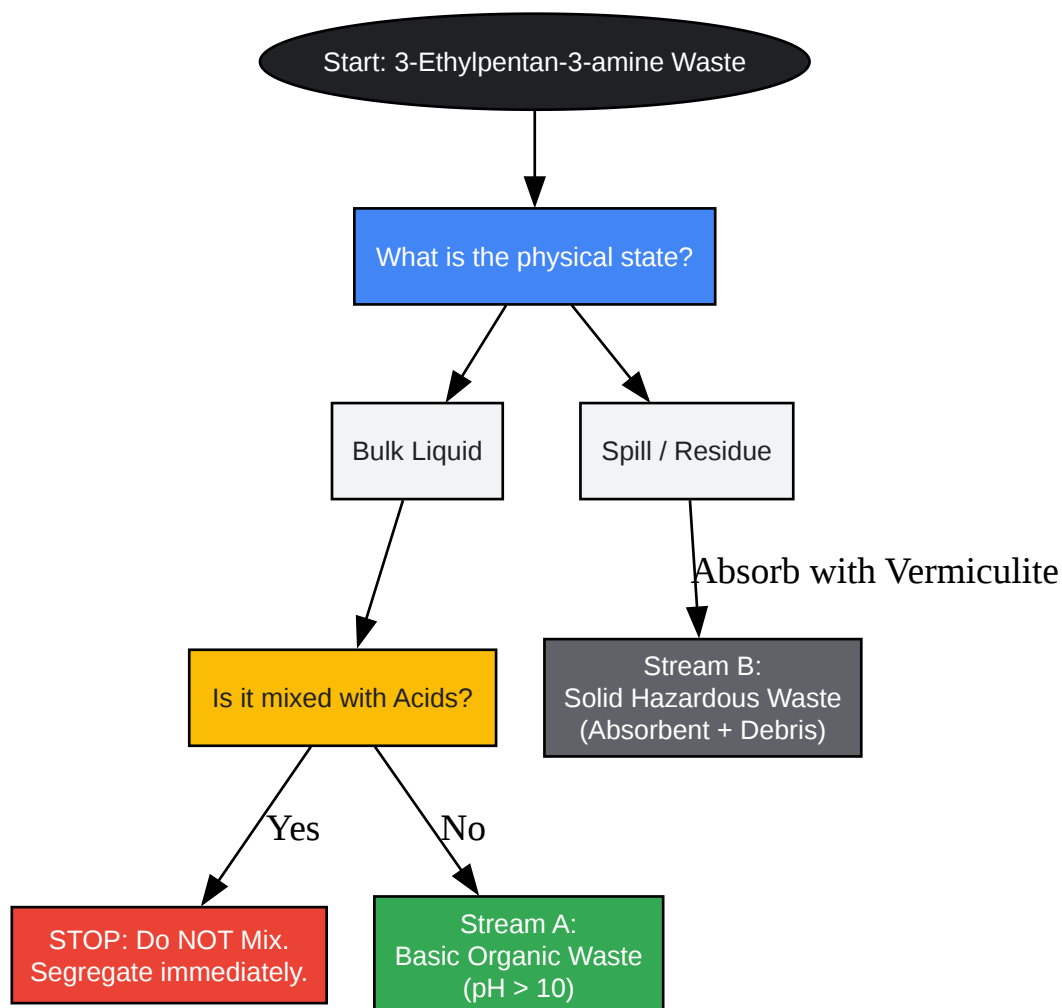 Start: 3-Ethylpentan-3-amine Waste
What is the physical state?
Bulk Liquid
Spill / Residue
Absorb with Vermiculite
Is it mixed with Acids?
Stream B:
Solid Hazardous Waste
(Absorbent + Debris)
Yes
No
STOP: Do NOT Mix.
Segregate immediately.
Stream A:
Basic Organic Waste
(pH > 10)